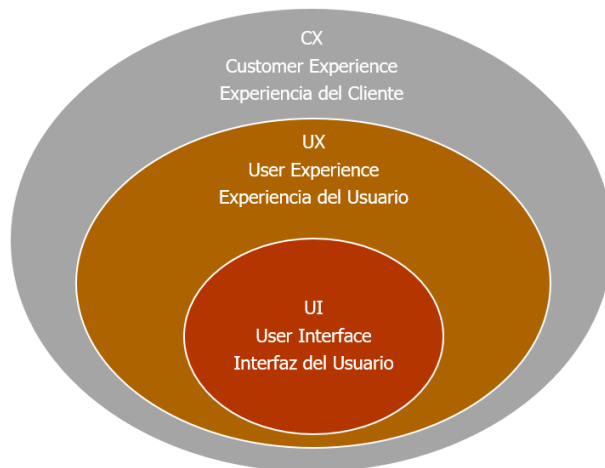 CX
Customer Experience
Experiencia del Cliente
UX
User Experience
Experiencia del Usuario
UI
User Interface
Interfaz del Usuario